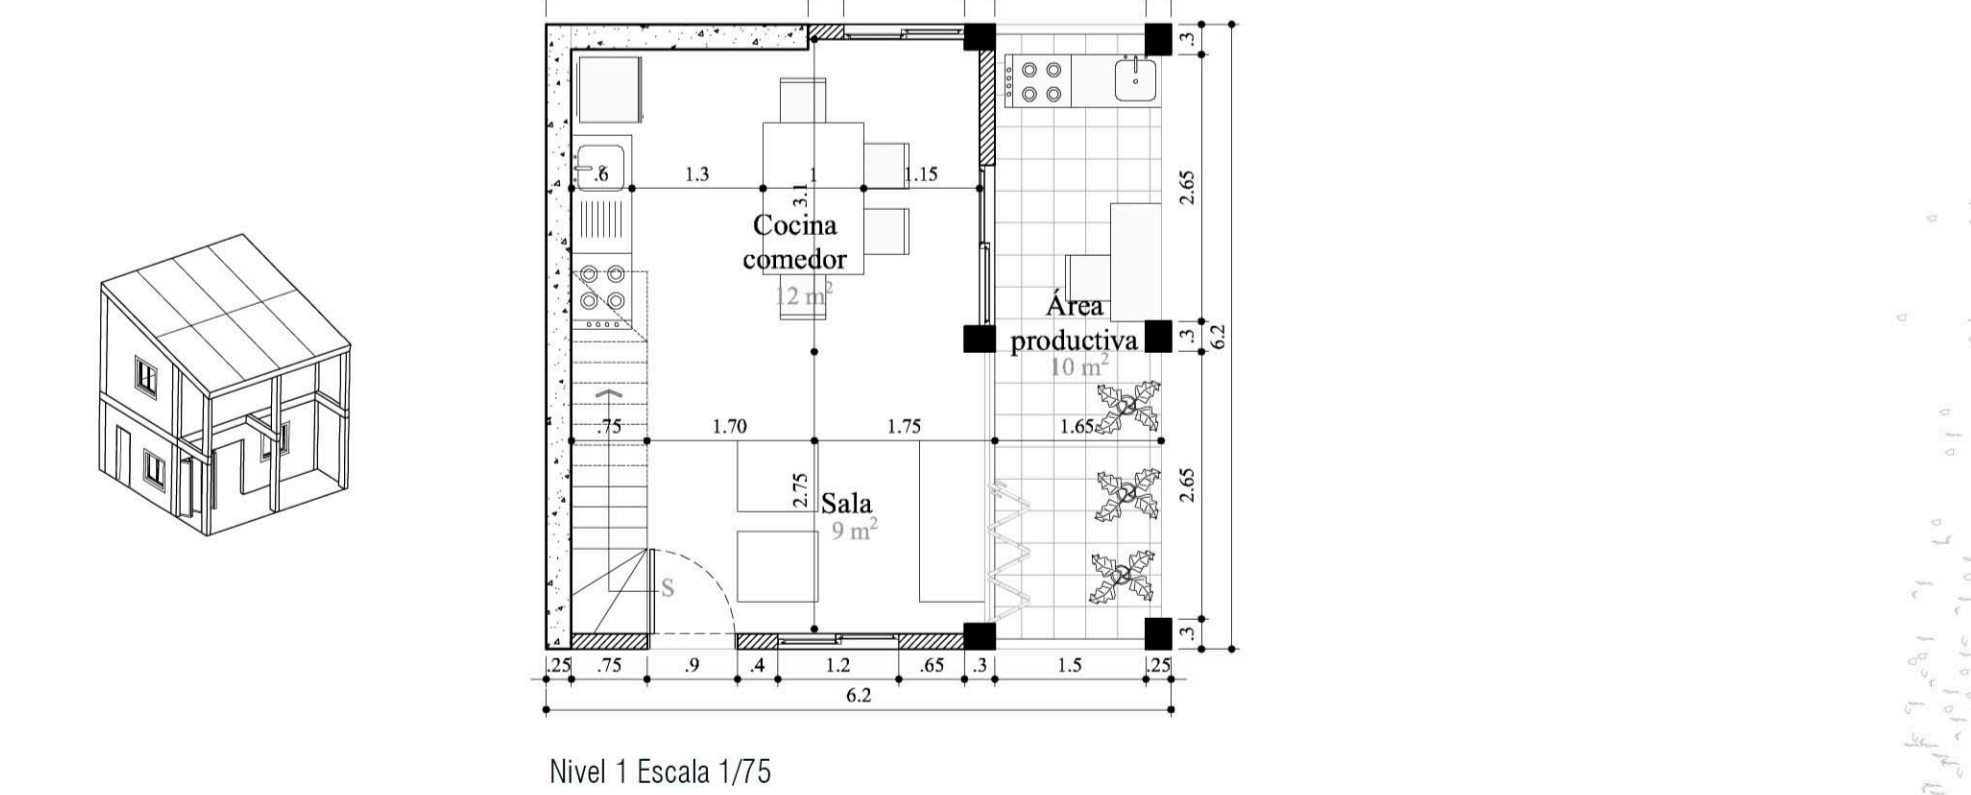 .3
.6
1.3
1
1.15
3.1
2.65
Cocina
comedor
12 m²
Área
productiva
10 m²
.3
6.2
.75
1.70
1.75
1.65
2.75
2.65
Sala
9 m²
S
.3
.25
.75
.9
.4
1.2
.65
.3
1.5
.25
6.2
Nivel 1 Escala 1/75